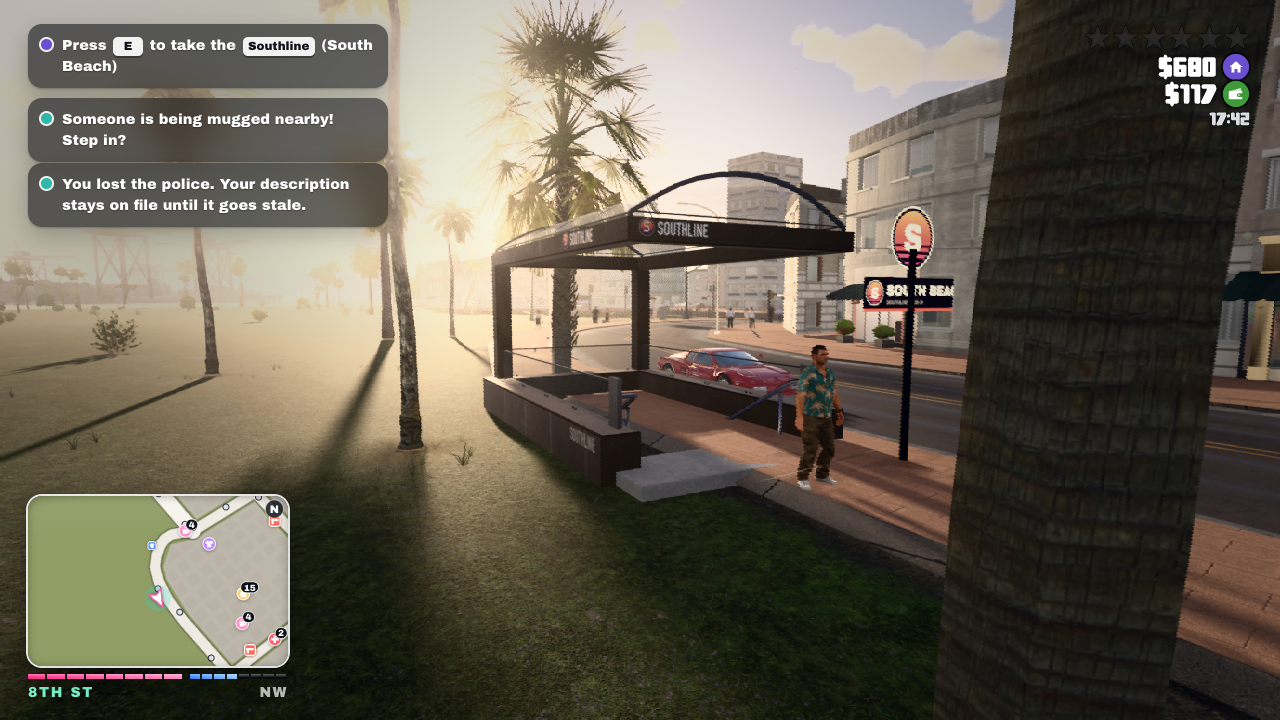 Press E to take the Southline (South
Beach)
Someone is being mugged nearby!
Step in?
You lost the police. Your description
stays on file until it goes stale.
$680
$117
17:42
SOUTHLINE
S SOUTHLINE
S
S SOUTH BEA
SOUTHLINE
N
4
15
4
2
8TH ST
NW